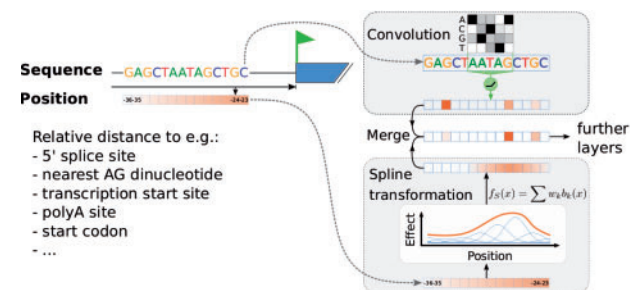 Sequence
GAGCTAATAGCTGC
Position
-36-35
-24-23
Relative distance to e.g.:
- 5' splice site
- nearest AG dinucleotide
- transcription start site
- polyA site
- start codon
- ...
Convolution
A
C
G
T
GAGCTAATAGCTGC
Merge
further
layers
Spline
transformation
f_S(x) = ∑ w_k b_k(x)
Effect
Position
-36-35
-24-23